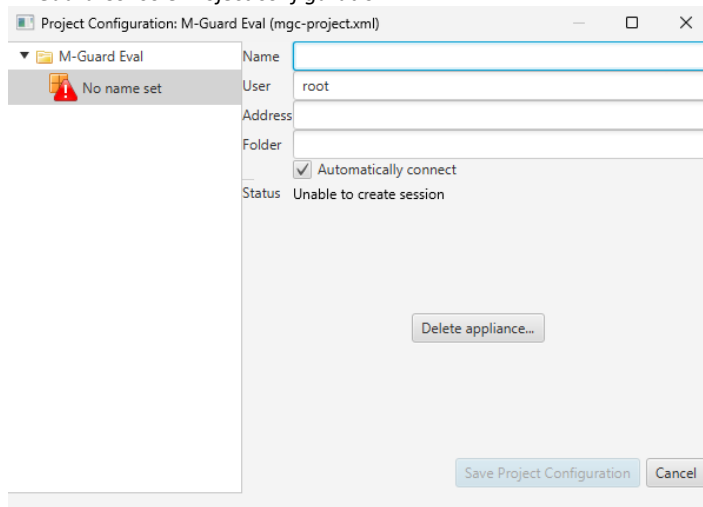 Project Configuration: M-Guard Eval (mgc-project.xml)
M-Guard Eval
No name set
Name
User root
Address
Folder
Automatically connect
Status Unable to create session
Delete appliance...
Save Project Configuration Cancel